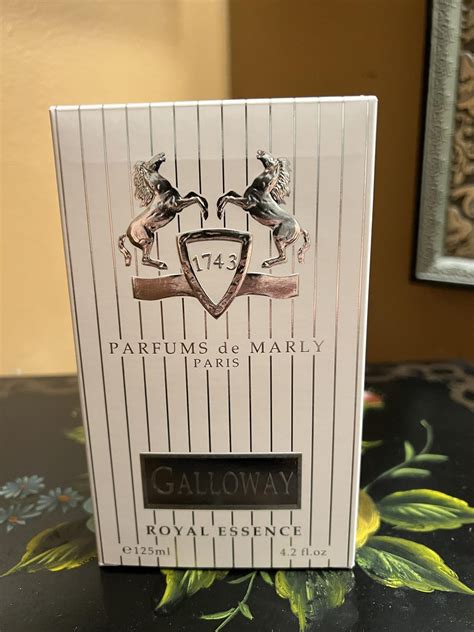 1743
PARFUMS de MARLY
PARIS
GALLOWAY
ROYAL ESSENCE
e125ml 4.2 fl.oz